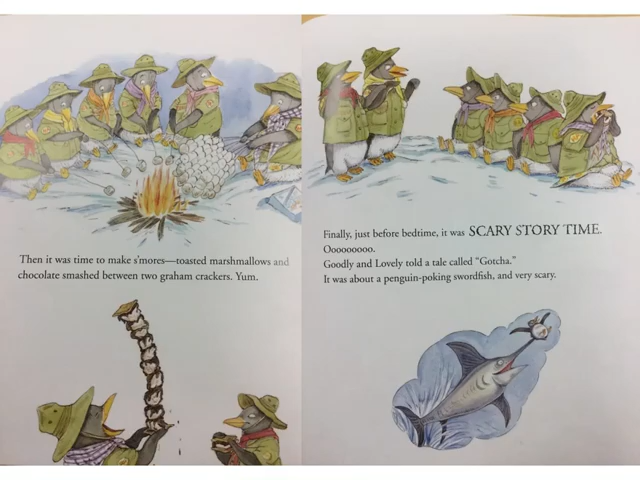 Then it was time to make s'mores—toasted marshmallows and
chocolate smashed between two graham crackers. Yum.
Finally, just before bedtime, it was SCARY STORY TIME.
Ooooooooo.
Goodly and Lovely told a tale called “Gotcha.”
It was about a penguin-poking swordfish, and very scary.